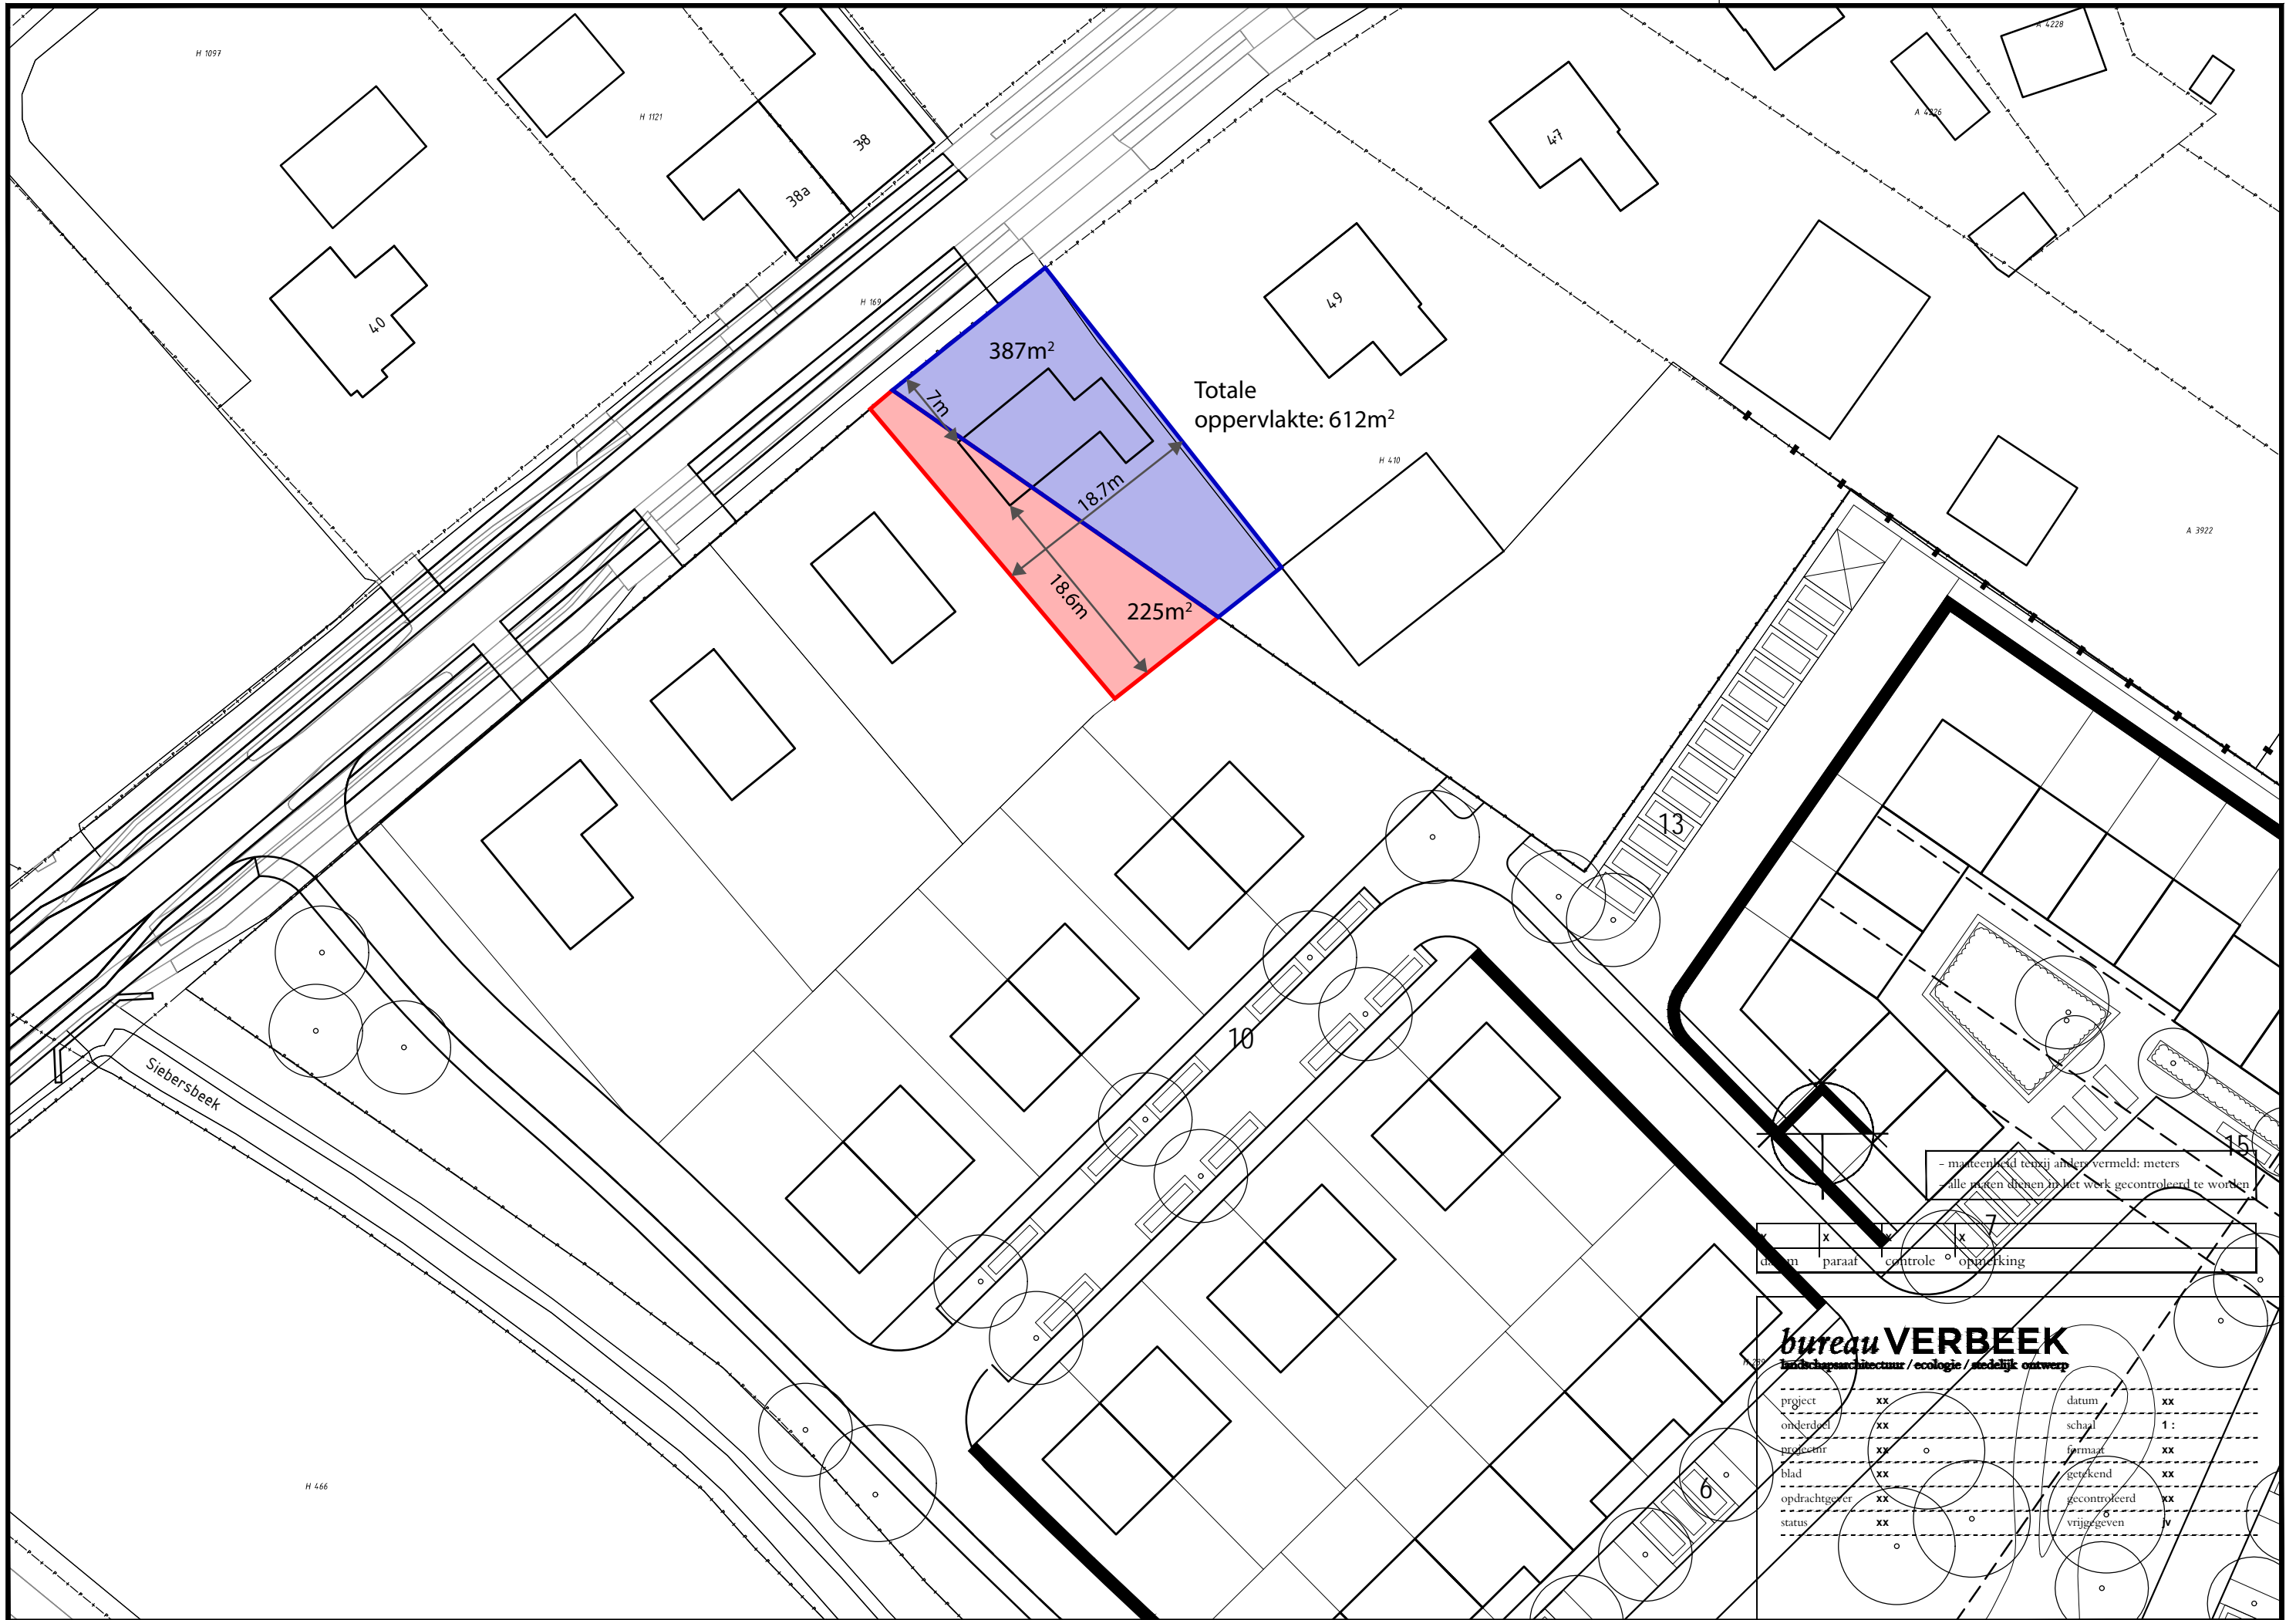 A 4228
H 1097
A 4226
H 1121
47
38
38a
49
H 169
40
387m²
Totale
oppervlakte: 612m²
7m
H 410
18.7m
A 3922
18.6m
225m²
13
10
Siebersbeek
15
- maateenheid tenzij anders vermeld: meters
- alle maten dienen in het werk gecontroleerd te worden
7
x x x x
datum paraaf controle opmerking
bureau VERBEEK
landschapsarchitectuur / ecologie / stedelijk ontwerp
project xx datum xx
onderdeel xx schaal 1 :
projectnr xx formaat xx
blad xx getekend xx
opdrachtgever xx gecontroleerd xx
status xx vrijgegeven jv
6
H 466